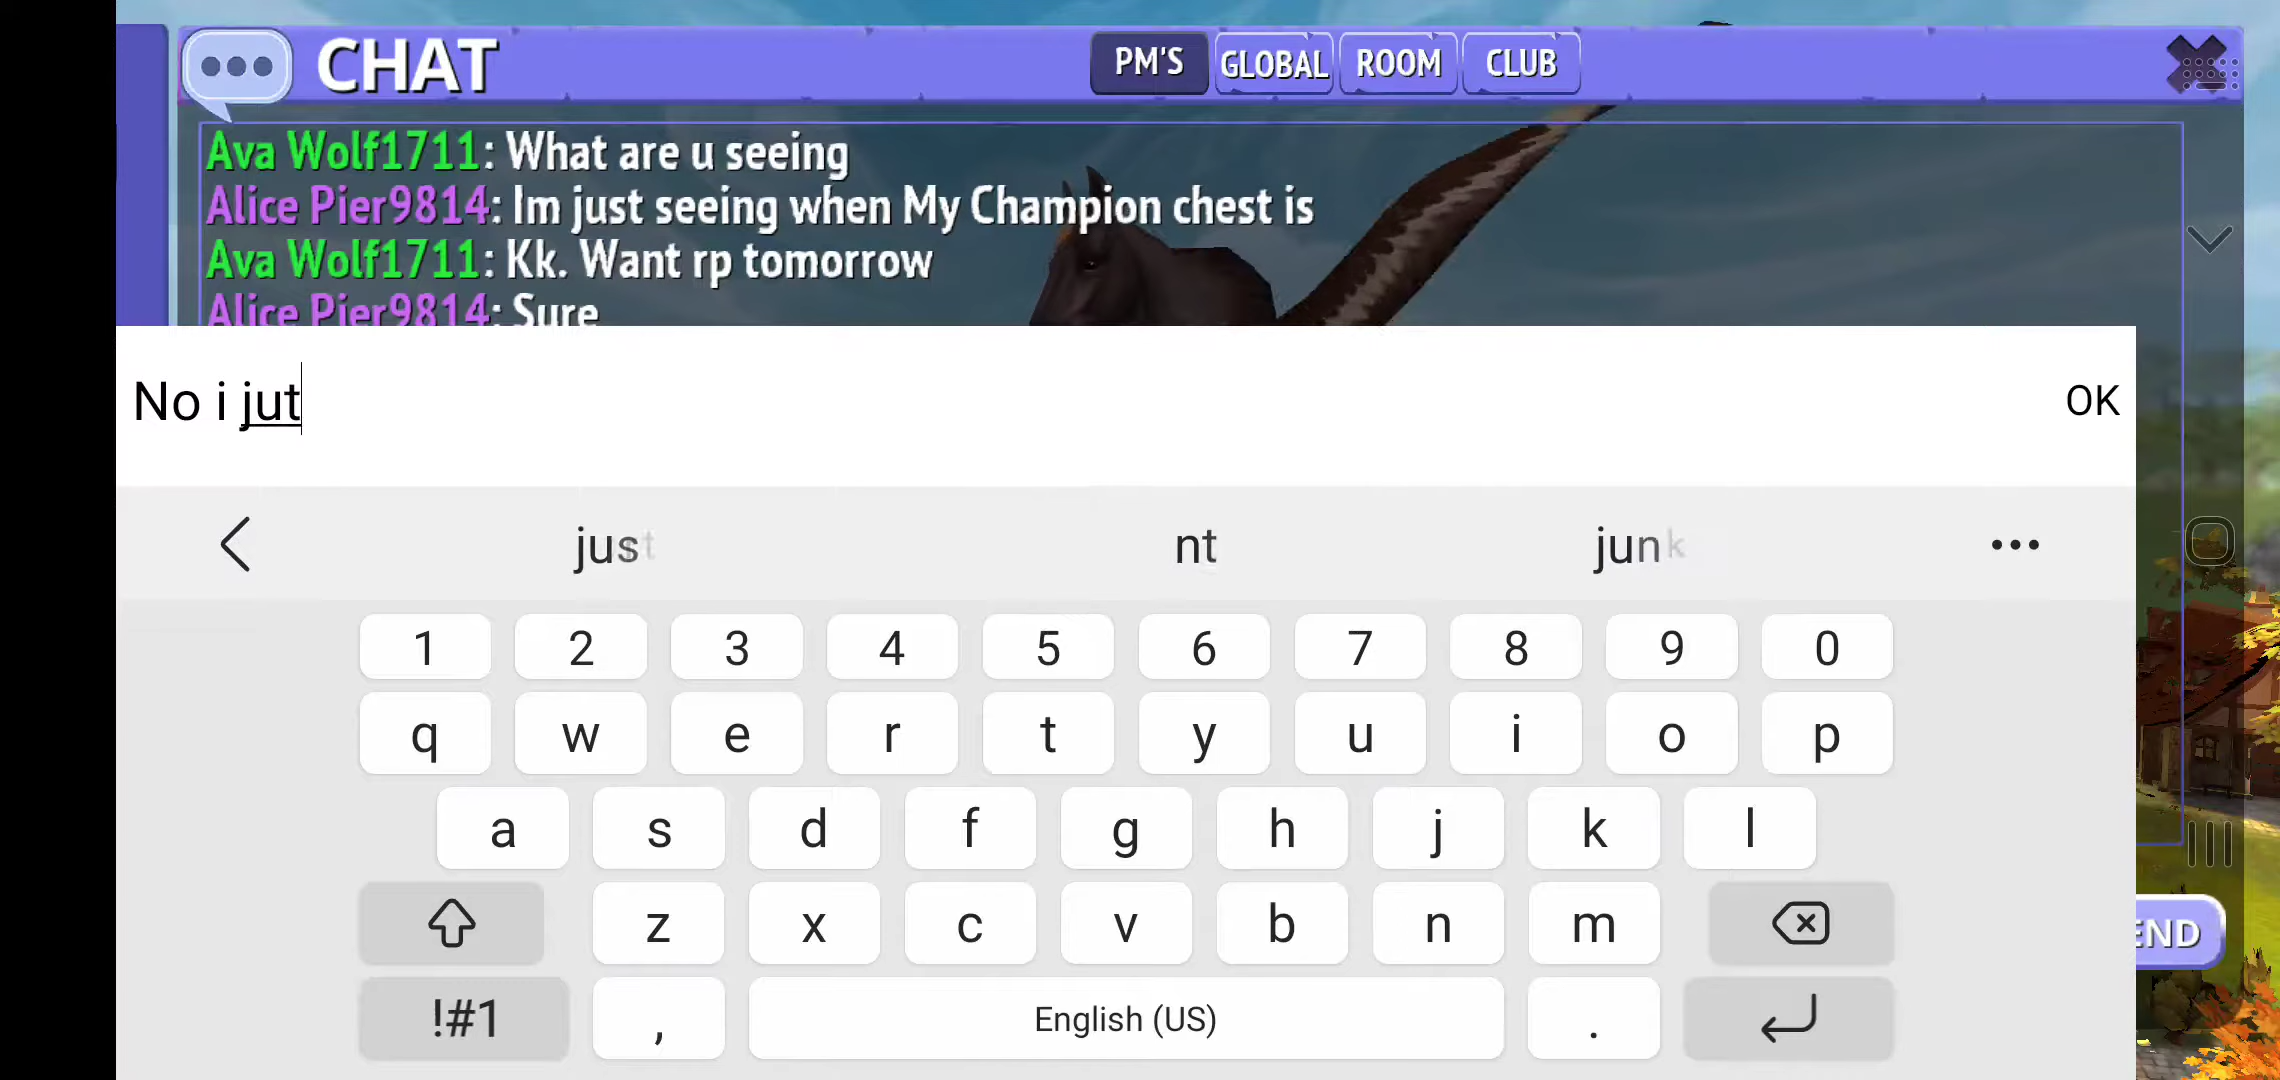 CHAT
PM'S GLOBAL ROOM CLUB
Ava Wolf1711: What are u seeing
Alice Pier9814: Im just seeing when My Champion chest is
Ava Wolf1711: Kk. Want rp tomorrow
Alice Pier9814: Sure
No i jut
OK
just nt junk
1 2 3 4 5 6 7 8 9 0
q w e r t y u i o p
a s d f g h j k l
z x c v b n m
END
!#1 , English (US) .